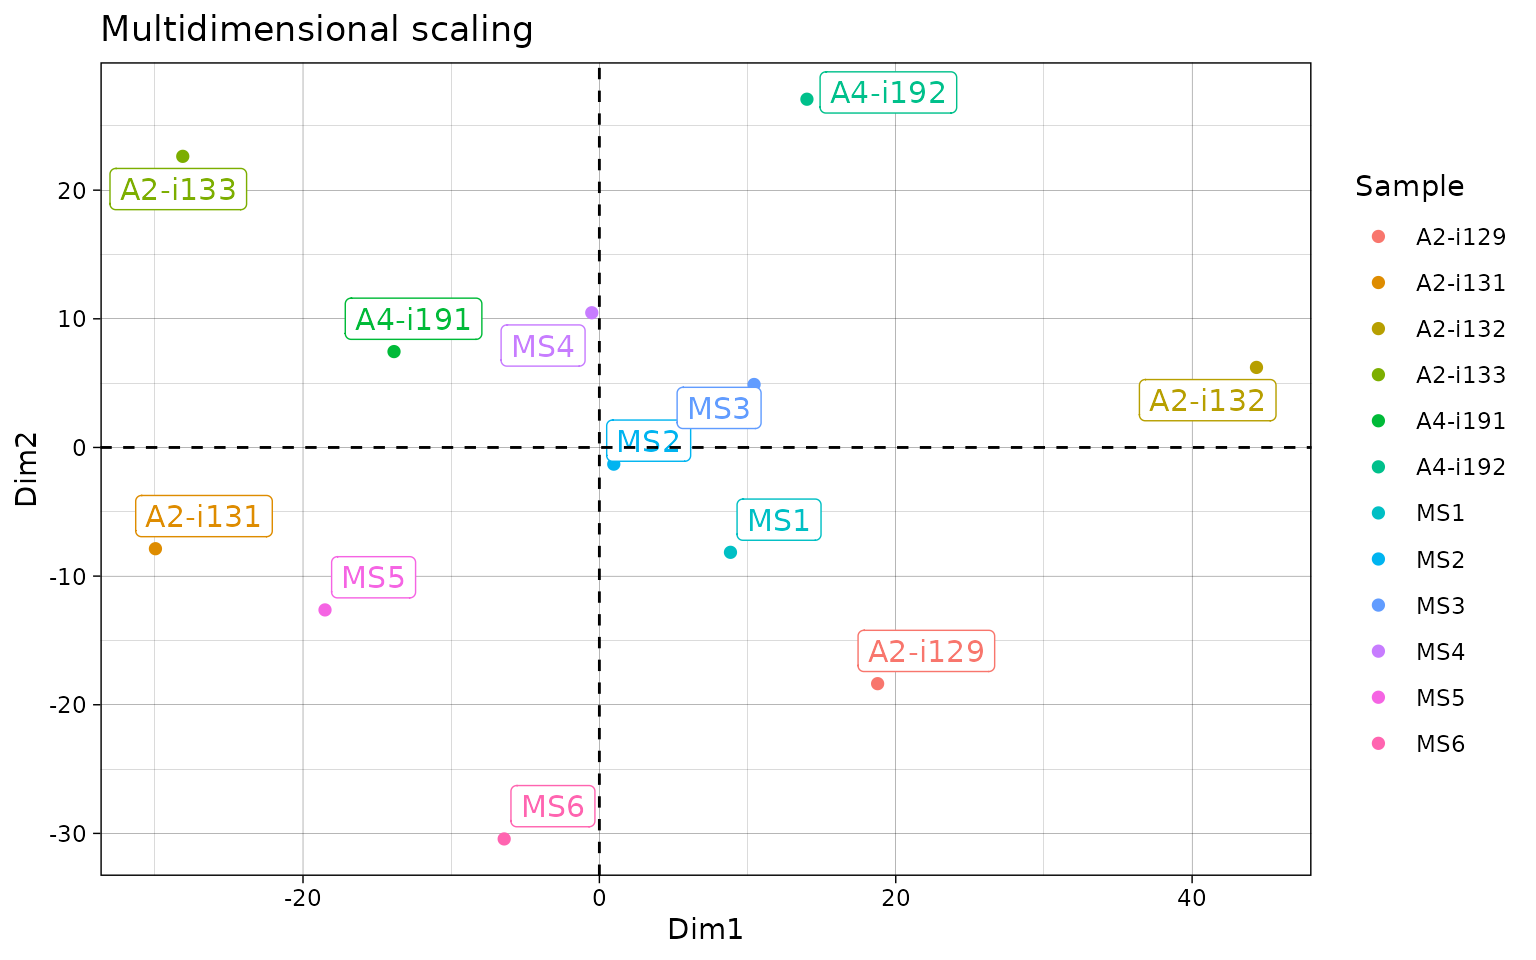 Multidimensional scaling
A4-i192
A2-i133
A4-i191
MS4
A2-i132
MS3
MS2
A2-i131
MS1
MS5
A2-i129
MS6
20
10
0
-10
-20
-30
Dim2
-20
0
20
40
Dim1
Sample
A2-i129
A2-i131
A2-i132
A2-i133
A4-i191
A4-i192
MS1
MS2
MS3
MS4
MS5
MS6